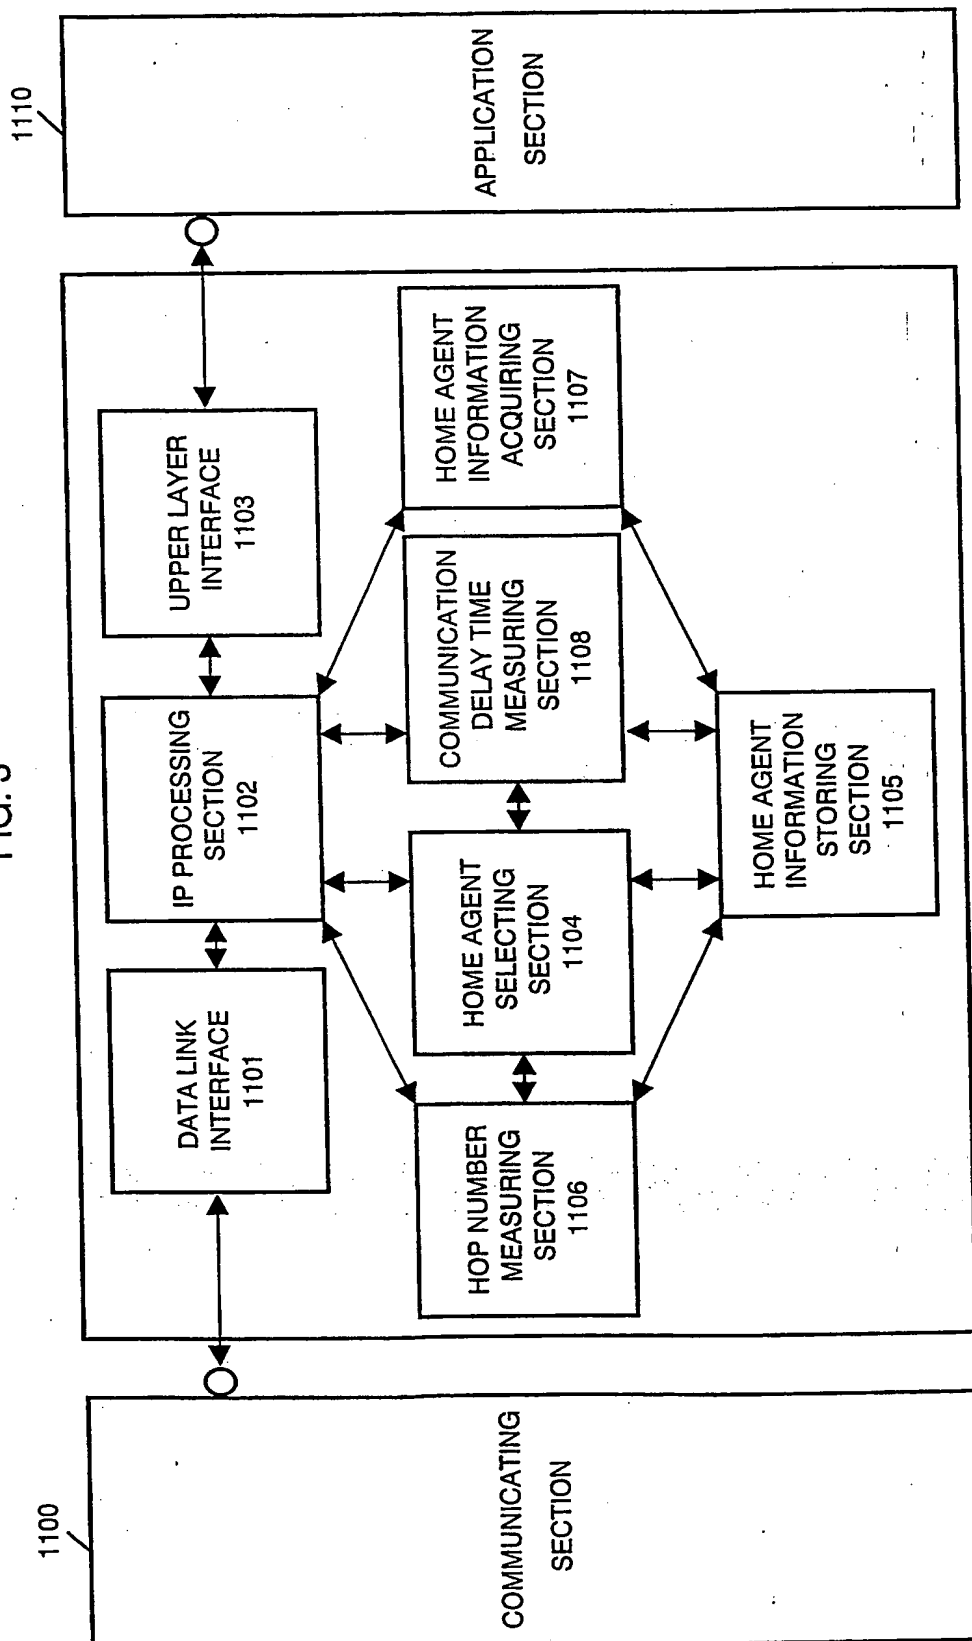 1100
COMMUNICATING
SECTION
DATA LINK
INTERFACE
1101
IP PROCESSING
SECTION
1102
UPPER LAYER
INTERFACE
1103
HOP NUMBER
MEASURING
SECTION
1106
HOME AGENT
SELECTING
SECTION
1104
COMMUNICATION
DELAY TIME
MEASURING
SECTION
1108
HOME AGENT
INFORMATION
ACQUIRING
SECTION
1107
HOME AGENT
INFORMATION
STORING
SECTION
1105
1110
APPLICATION
SECTION